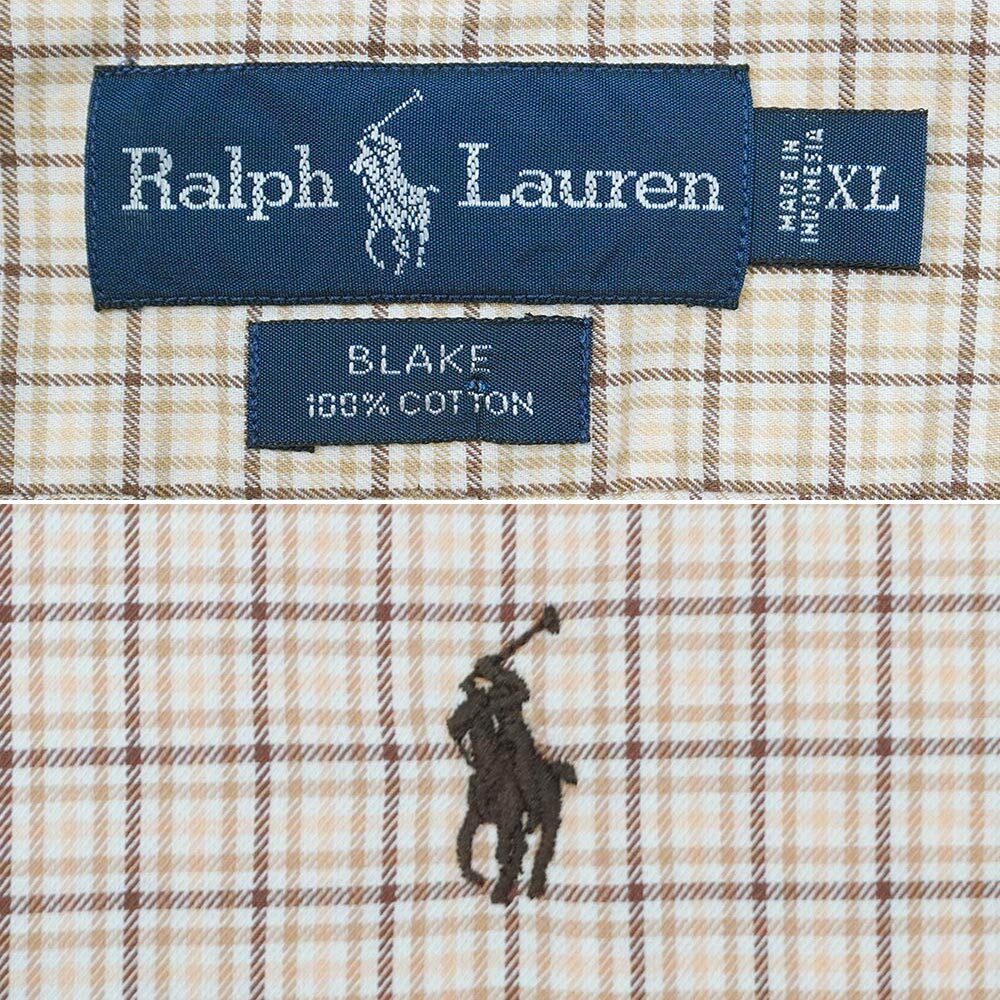 Ralph Lauren
MADE IN
INDONESIA
XL
BLAKE
100% COTTON